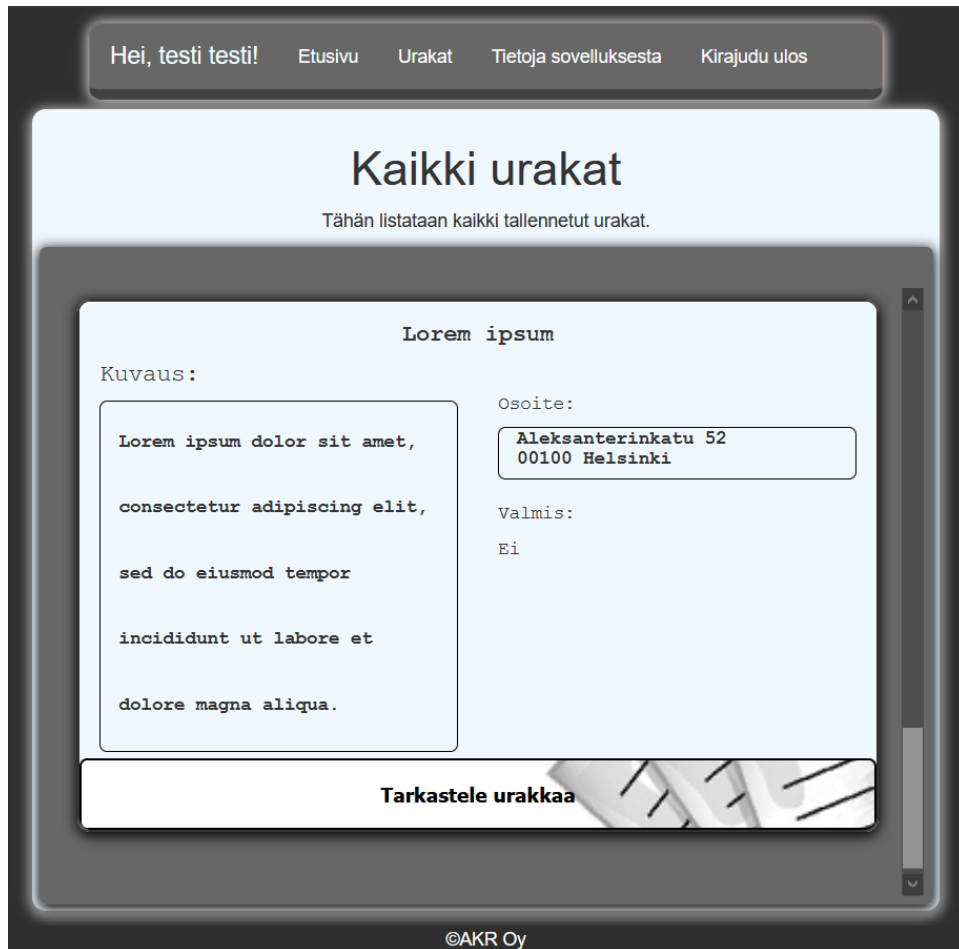 Hei, testi testi! Etusivu Urakat Tietoja sovelluksesta Kirajudu ulos
Kaikki urakat
Tähän listataan kaikki tallennetut urakat.
Lorem ipsum
Kuvaus:
Lorem ipsum dolor sit amet,
consectetur adipiscing elit,
sed do eiusmod tempor
incididunt ut labore et
dolore magna aliqua.
Osoite:
Aleksanterinkatu 52
00100 Helsinki
Valmis:
Ei
Tarkastele urakkaa
©AKR Oy